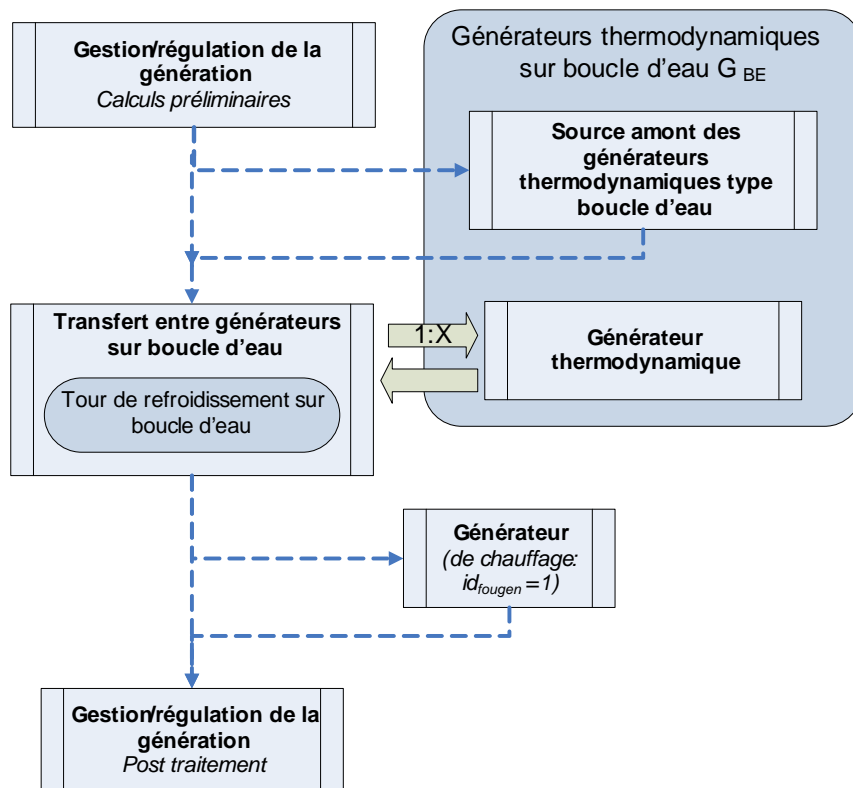 Gestion/régulation de la
génération
Calculs préliminaires
Générateurs thermodynamiques
sur boucle d'eau G BE
Source amont des
générateurs
thermodynamiques type
boucle d'eau
Transfert entre générateurs
sur boucle d'eau
Tour de refroidissement sur
boucle d'eau
1:X
Générateur
thermodynamique
Générateur
(de chauffage:
idfougen =1)
Gestion/régulation de la
génération
Post traitement